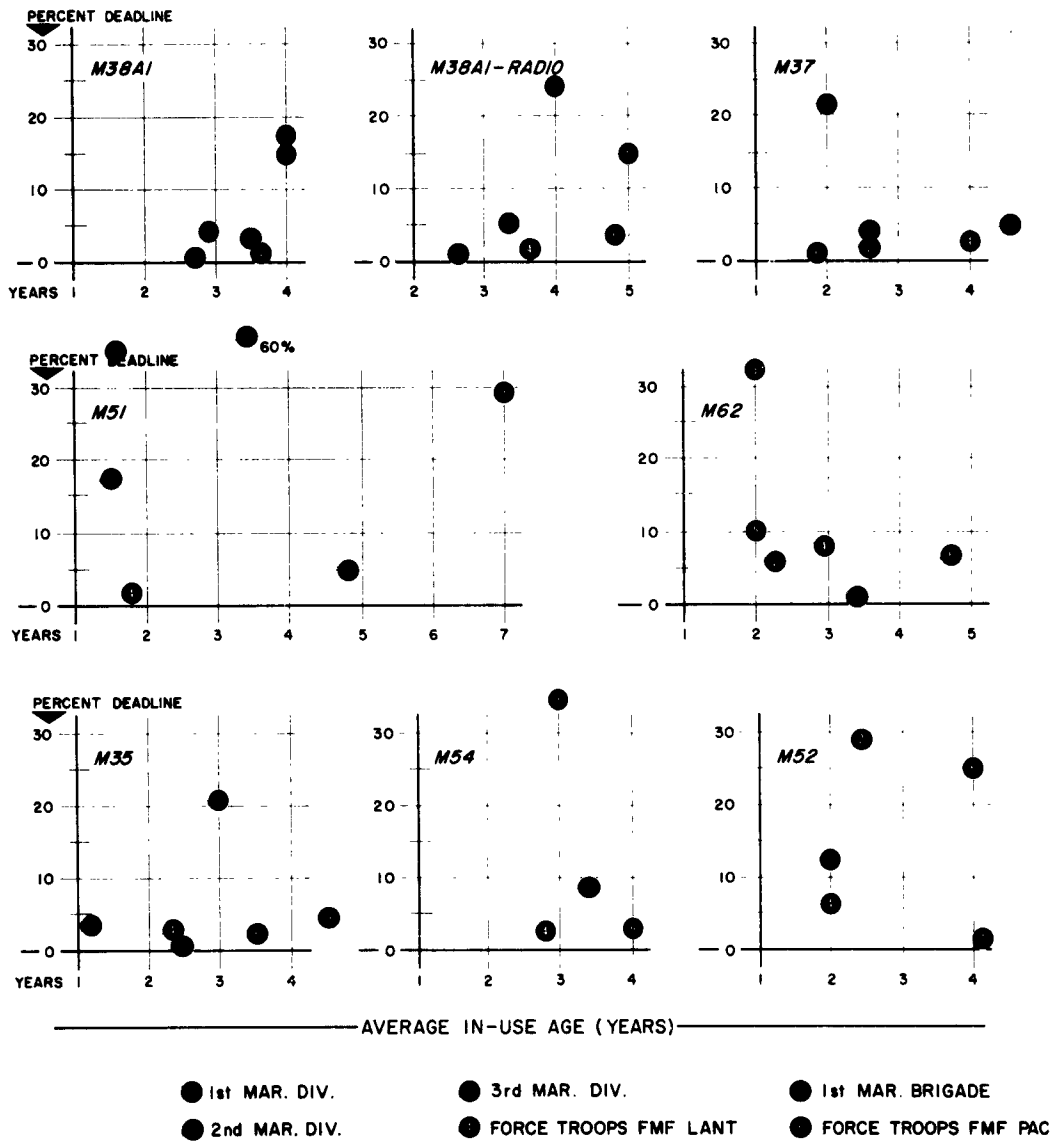 PERCENT DEADLINE
30
20
10
0
M38A1
YEARS 1 2 3 4
30
20
10
0
M38A1-RADIO
2 3 4 5
30
20
10
0
M37
1 2 3 4
PERCENT DEADLINE
60%
30
20
10
0
M51
YEARS 1 2 3 4 5 6 7
30
20
10
0
M62
1 2 3 4 5
PERCENT DEADLINE
30
20
10
0
M35
YEARS 1 2 3 4
30
20
10
0
M54
1 2 3 4
30
20
10
0
M52
1 2 3 4
AVERAGE IN-USE AGE (YEARS)
1st MAR. DIV.
3rd MAR. DIV.
1st MAR. BRIGADE
2nd MAR. DIV.
FORCE TROOPS FMF LANT
FORCE TROOPS FMF PAC